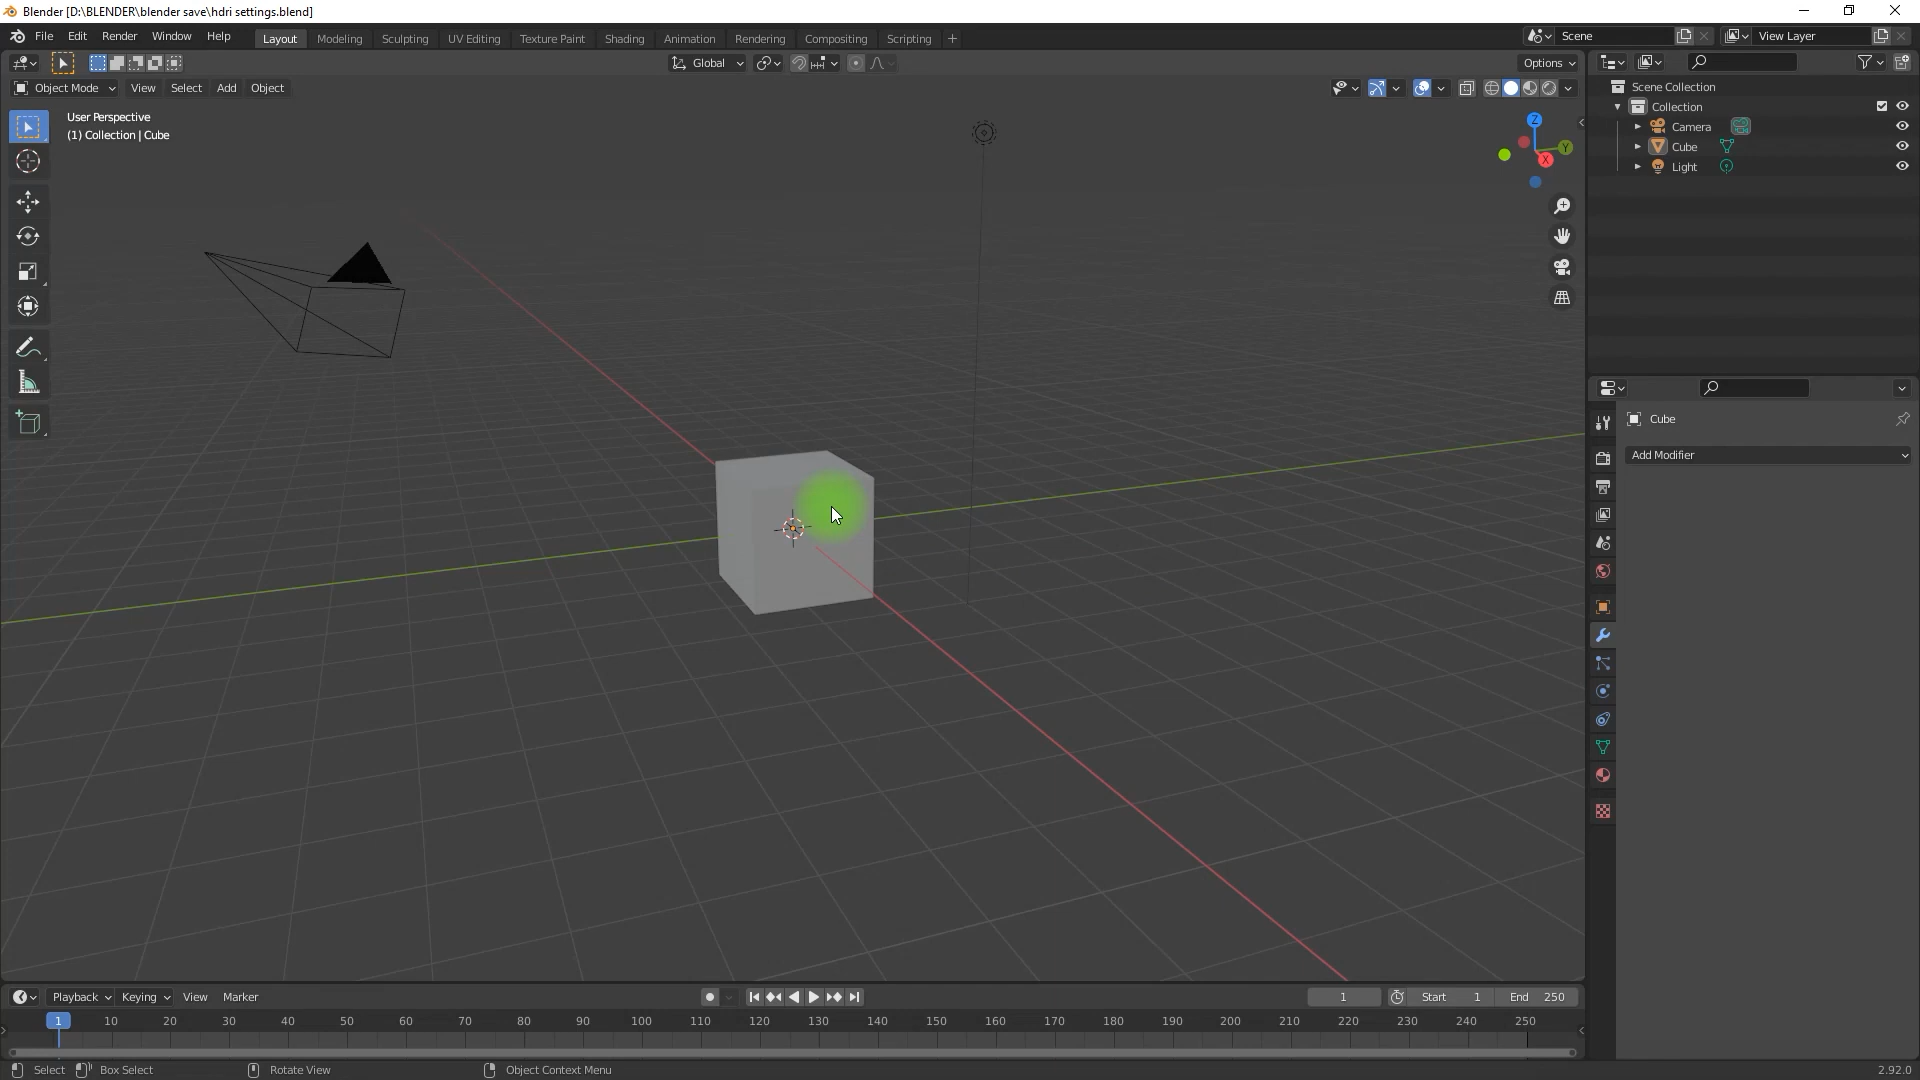 Blender [D:\BLENDER\blender save\hdri settings.blend]
File Edit Render Window Help
Layout Modeling Sculpting UV Editing Texture Paint Shading Animation Rendering Compositing Scripting +
Scene
View Layer
Global
Options
Object Mode View Select Add Object
User Perspective
(1) Collection | Cube
Z
Y
X
Scene Collection
Collection
Camera
Cube
Light
Cube
Add Modifier
Playback Keying View Marker
1
Start 1
End 250
1 10 20 30 40 50 60 70 80 90 100 110 120 130 140 150 160 170 180 190 200 210 220 230 240 250
Select Box Select Rotate View Object Context Menu
2.92.0